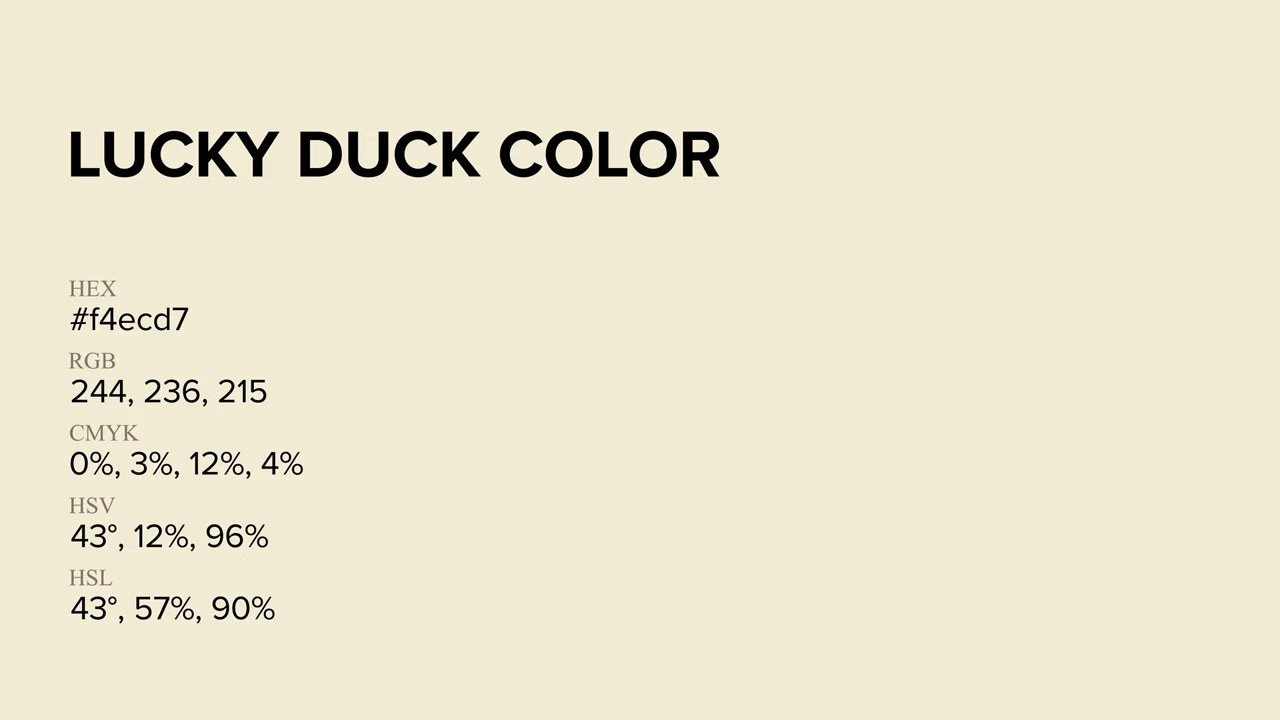 LUCKY DUCK COLOR
HEX
#f4ecd7
RGB
244, 236, 215
CMYK
0%, 3%, 12%, 4%
HSV
43°, 12%, 96%
HSL
43°, 57%, 90%